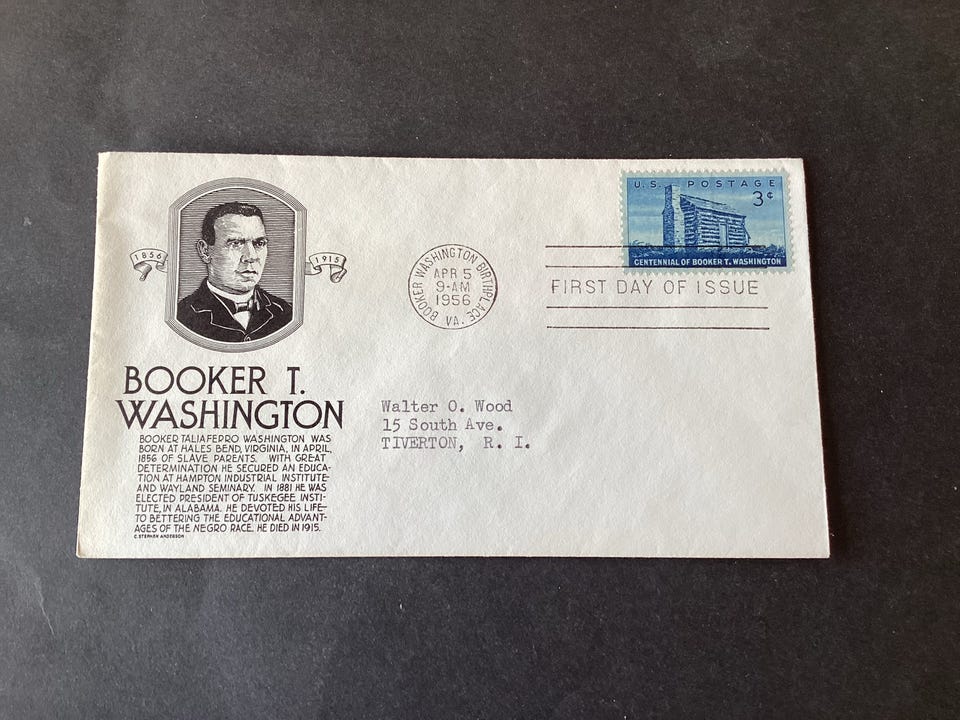 1856
1915
BOOKER T.
WASHINGTON
BOOKER TALIAFERRO WASHINGTON WAS
BORN AT HALES BEND, VIRGINIA, IN APRIL,
1856 OF SLAVE PARENTS. WITH GREAT
DETERMINATION HE SECURED AN EDUCA-
TION AT HAMPTON INDUSTRIAL INSTITUTE
AND WAYLAND SEMINARY. IN 1881 HE WAS
ELECTED PRESIDENT OF TUSKEGEE INSTI-
TUTE, IN ALABAMA. HE DEVOTED HIS LIFE
TO BETTERING THE EDUCATIONAL ADVANT-
AGES OF THE NEGRO RACE. HE DIED IN 1915.
C. STEPHEN ANDERSON
BOOKER WASHINGTON BIRTHPLACE
APR 5
9-AM
1956
VA.
U.S. POSTAGE
3¢
CENTENNIAL OF BOOKER T. WASHINGTON
FIRST DAY OF ISSUE
Walter O. Wood
15 South Ave.
TIVERTON, R. I.